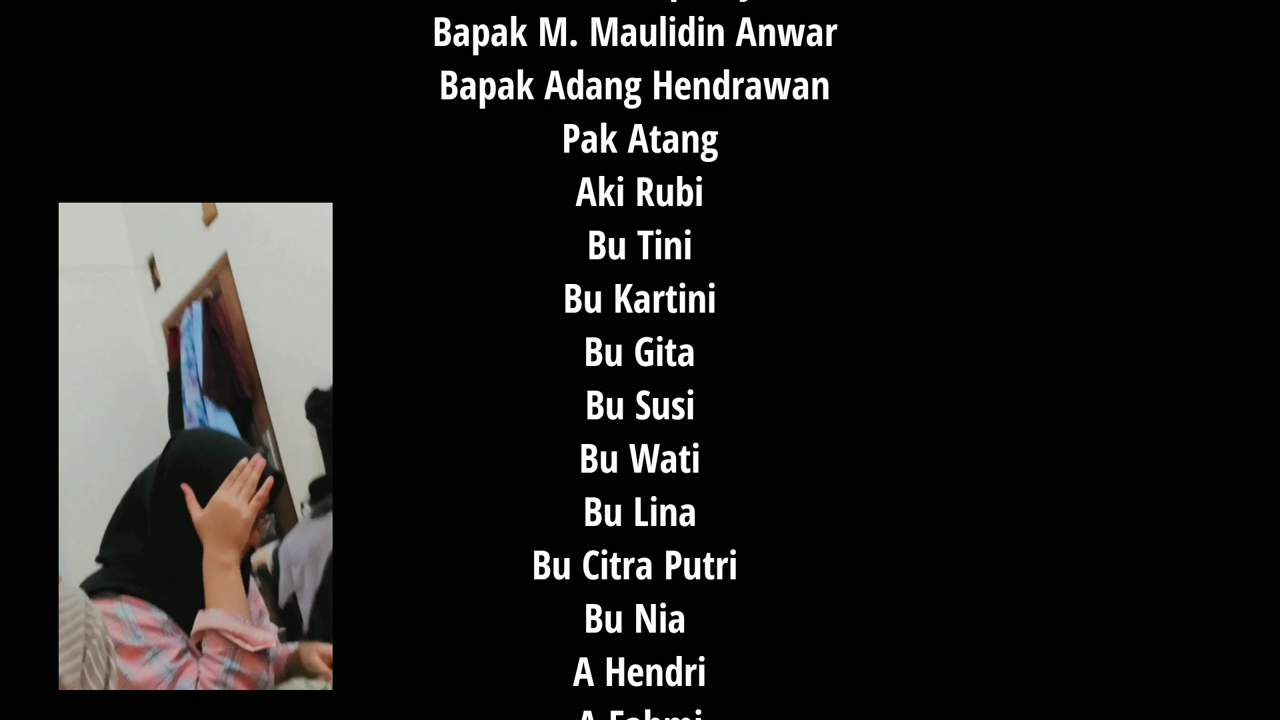 Bapak M. Maulidin Anwar
Bapak Adang Hendrawan
Pak Atang
Aki Rubi
Bu Tini
Bu Kartini
Bu Gita
Bu Susi
Bu Wati
Bu Lina
Bu Citra Putri
Bu Nia
A Hendri
A Fahmi